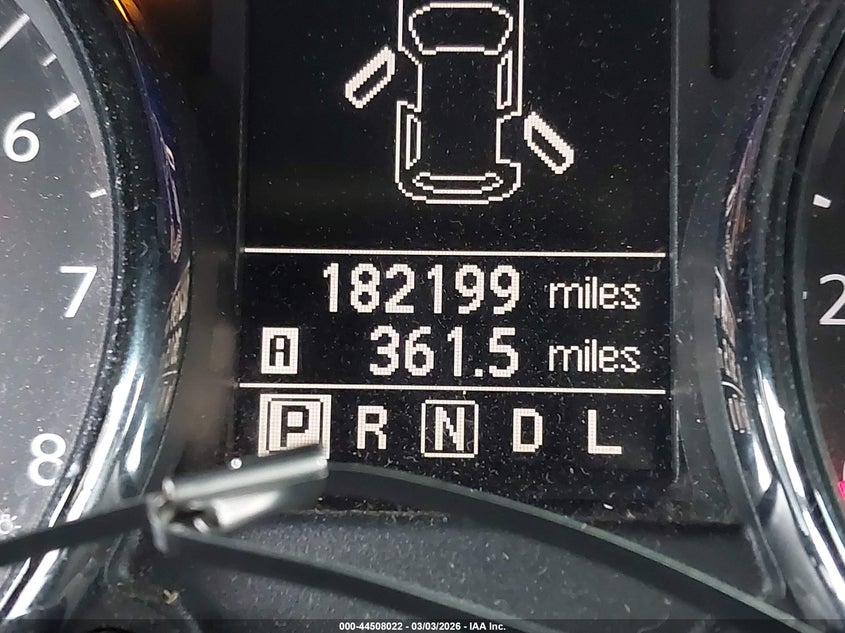 6
7
8
2
182199 miles
A 361.5 miles
P R N D L
000-44508022 - 03/03/2026 - IAA Inc.